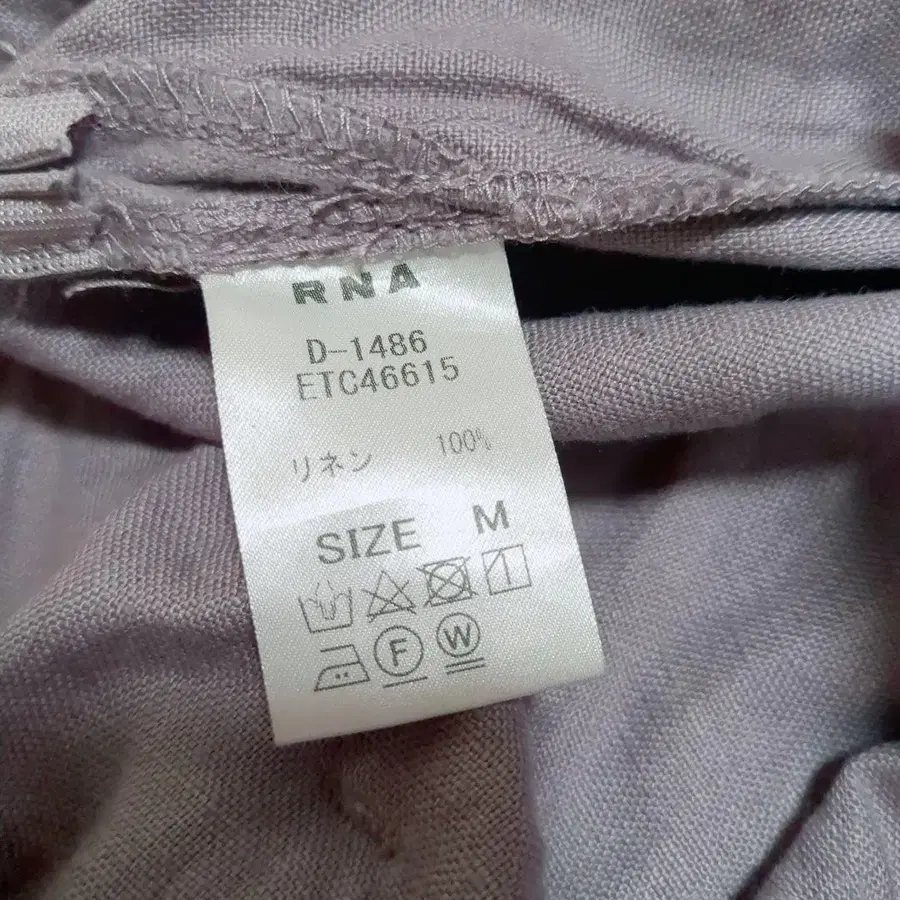 RNA
D-1486
ETC46615
リネン 100%
SIZE M
F W